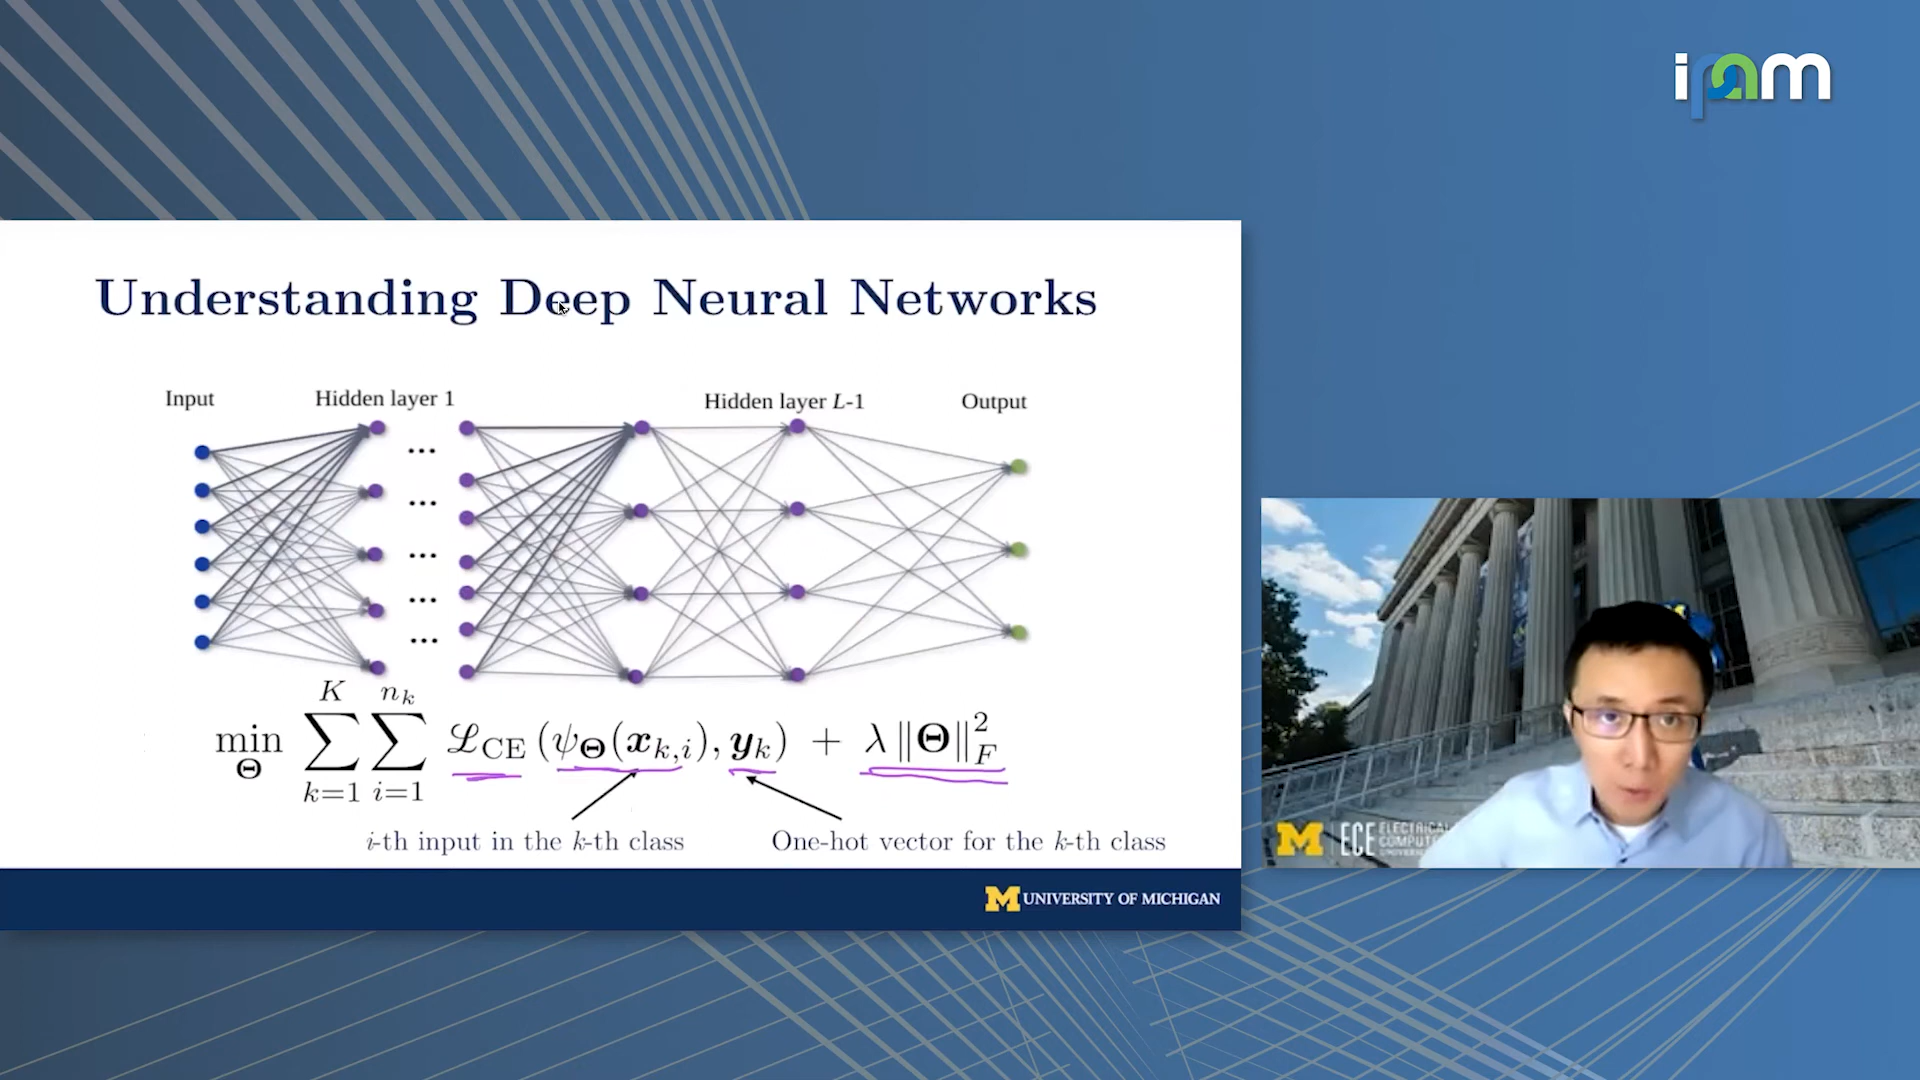 ipam
Understanding Deep Neural Networks
Input Hidden layer 1 Hidden layer L-1 Output
... 
...
...
...
...
min_Θ ∑_{k=1}^{K} ∑_{i=1}^{n_k} ℒ_CE (ψ_Θ(x_{k,i}), y_k) + λ ‖Θ‖_F^2
i-th input in the k-th class One-hot vector for the k-th class
M UNIVERSITY OF MICHIGAN
M ECE ELECTRICAL